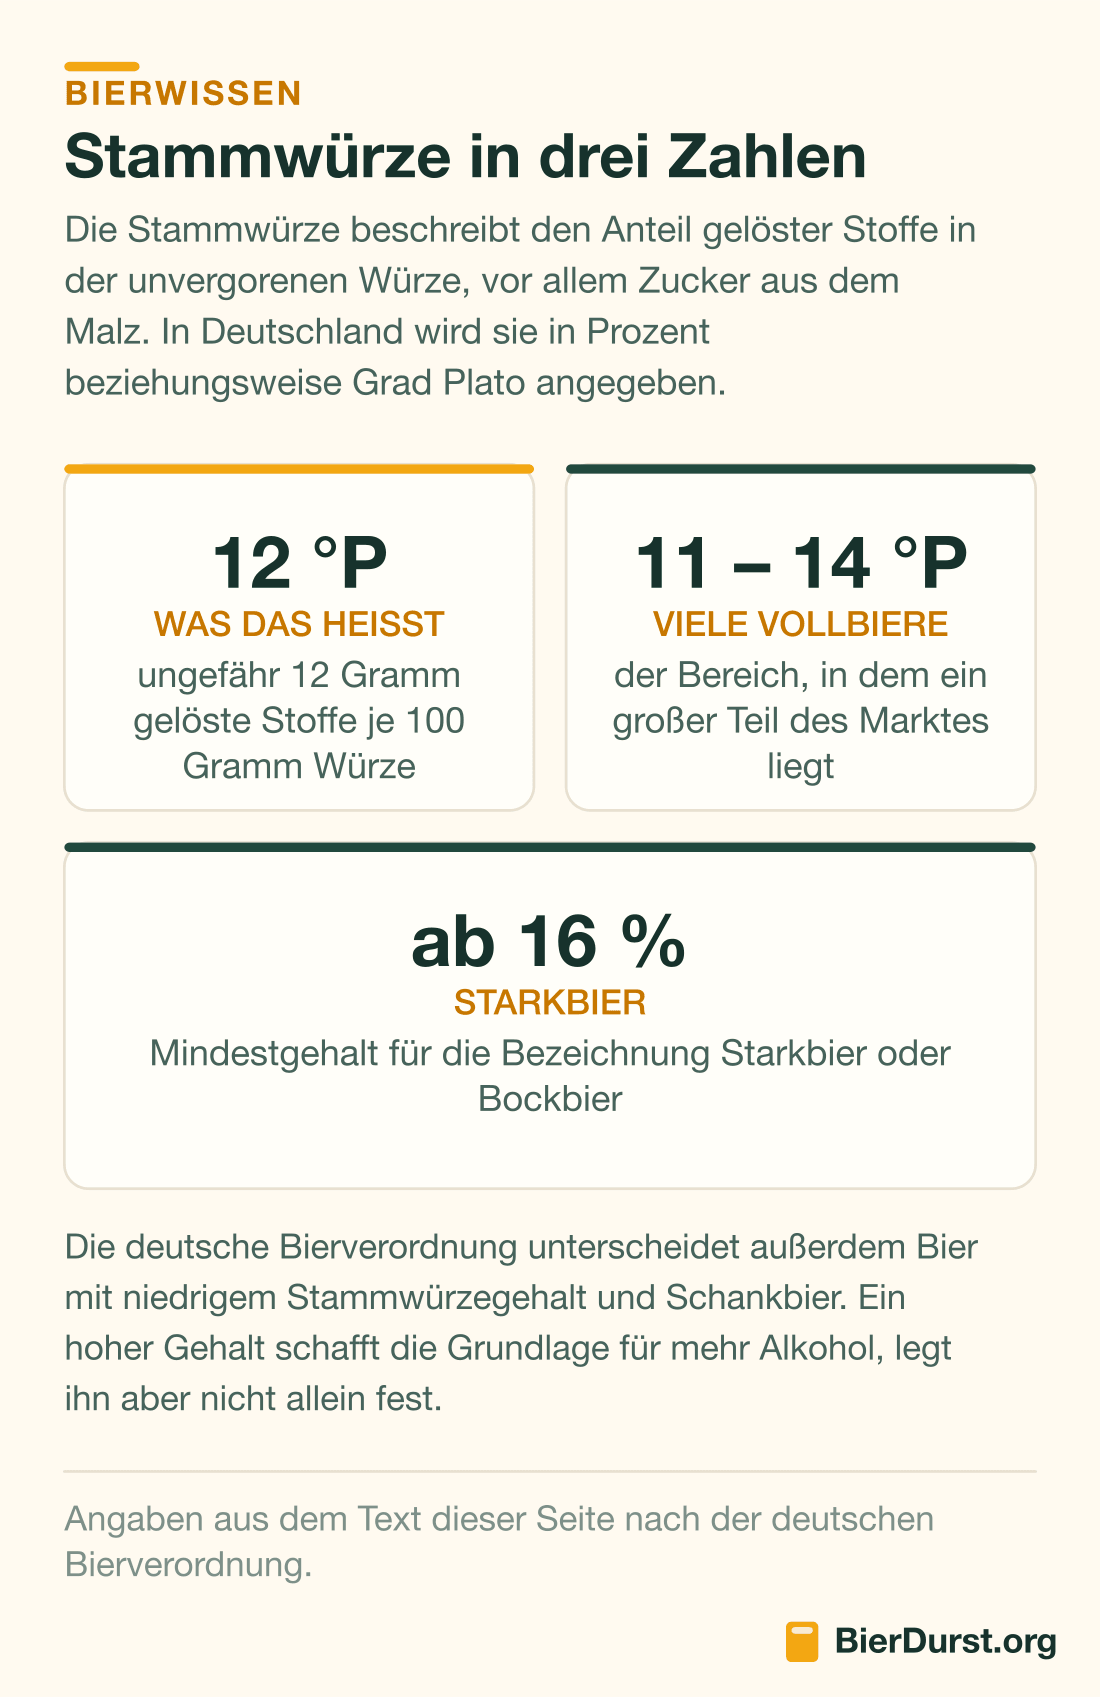 BIERWISSEN
Stammwürze in drei Zahlen
Die Stammwürze beschreibt den Anteil gelöster Stoffe in
der unvergorenen Würze, vor allem Zucker aus dem
Malz. In Deutschland wird sie in Prozent
beziehungsweise Grad Plato angegeben.
12 °P
WAS DAS HEISST
ungefähr 12 Gramm
gelöste Stoffe je 100
Gramm Würze
11 – 14 °P
VIELE VOLLBIERE
der Bereich, in dem ein
großer Teil des Marktes
liegt
ab 16 %
STARKBIER
Mindestgehalt für die Bezeichnung Starkbier oder
Bockbier
Die deutsche Bierverordnung unterscheidet außerdem Bier
mit niedrigem Stammwürzegehalt und Schankbier. Ein
hoher Gehalt schafft die Grundlage für mehr Alkohol, legt
ihn aber nicht allein fest.
Angaben aus dem Text dieser Seite nach der deutschen
Bierverordnung.
BierDurst.org